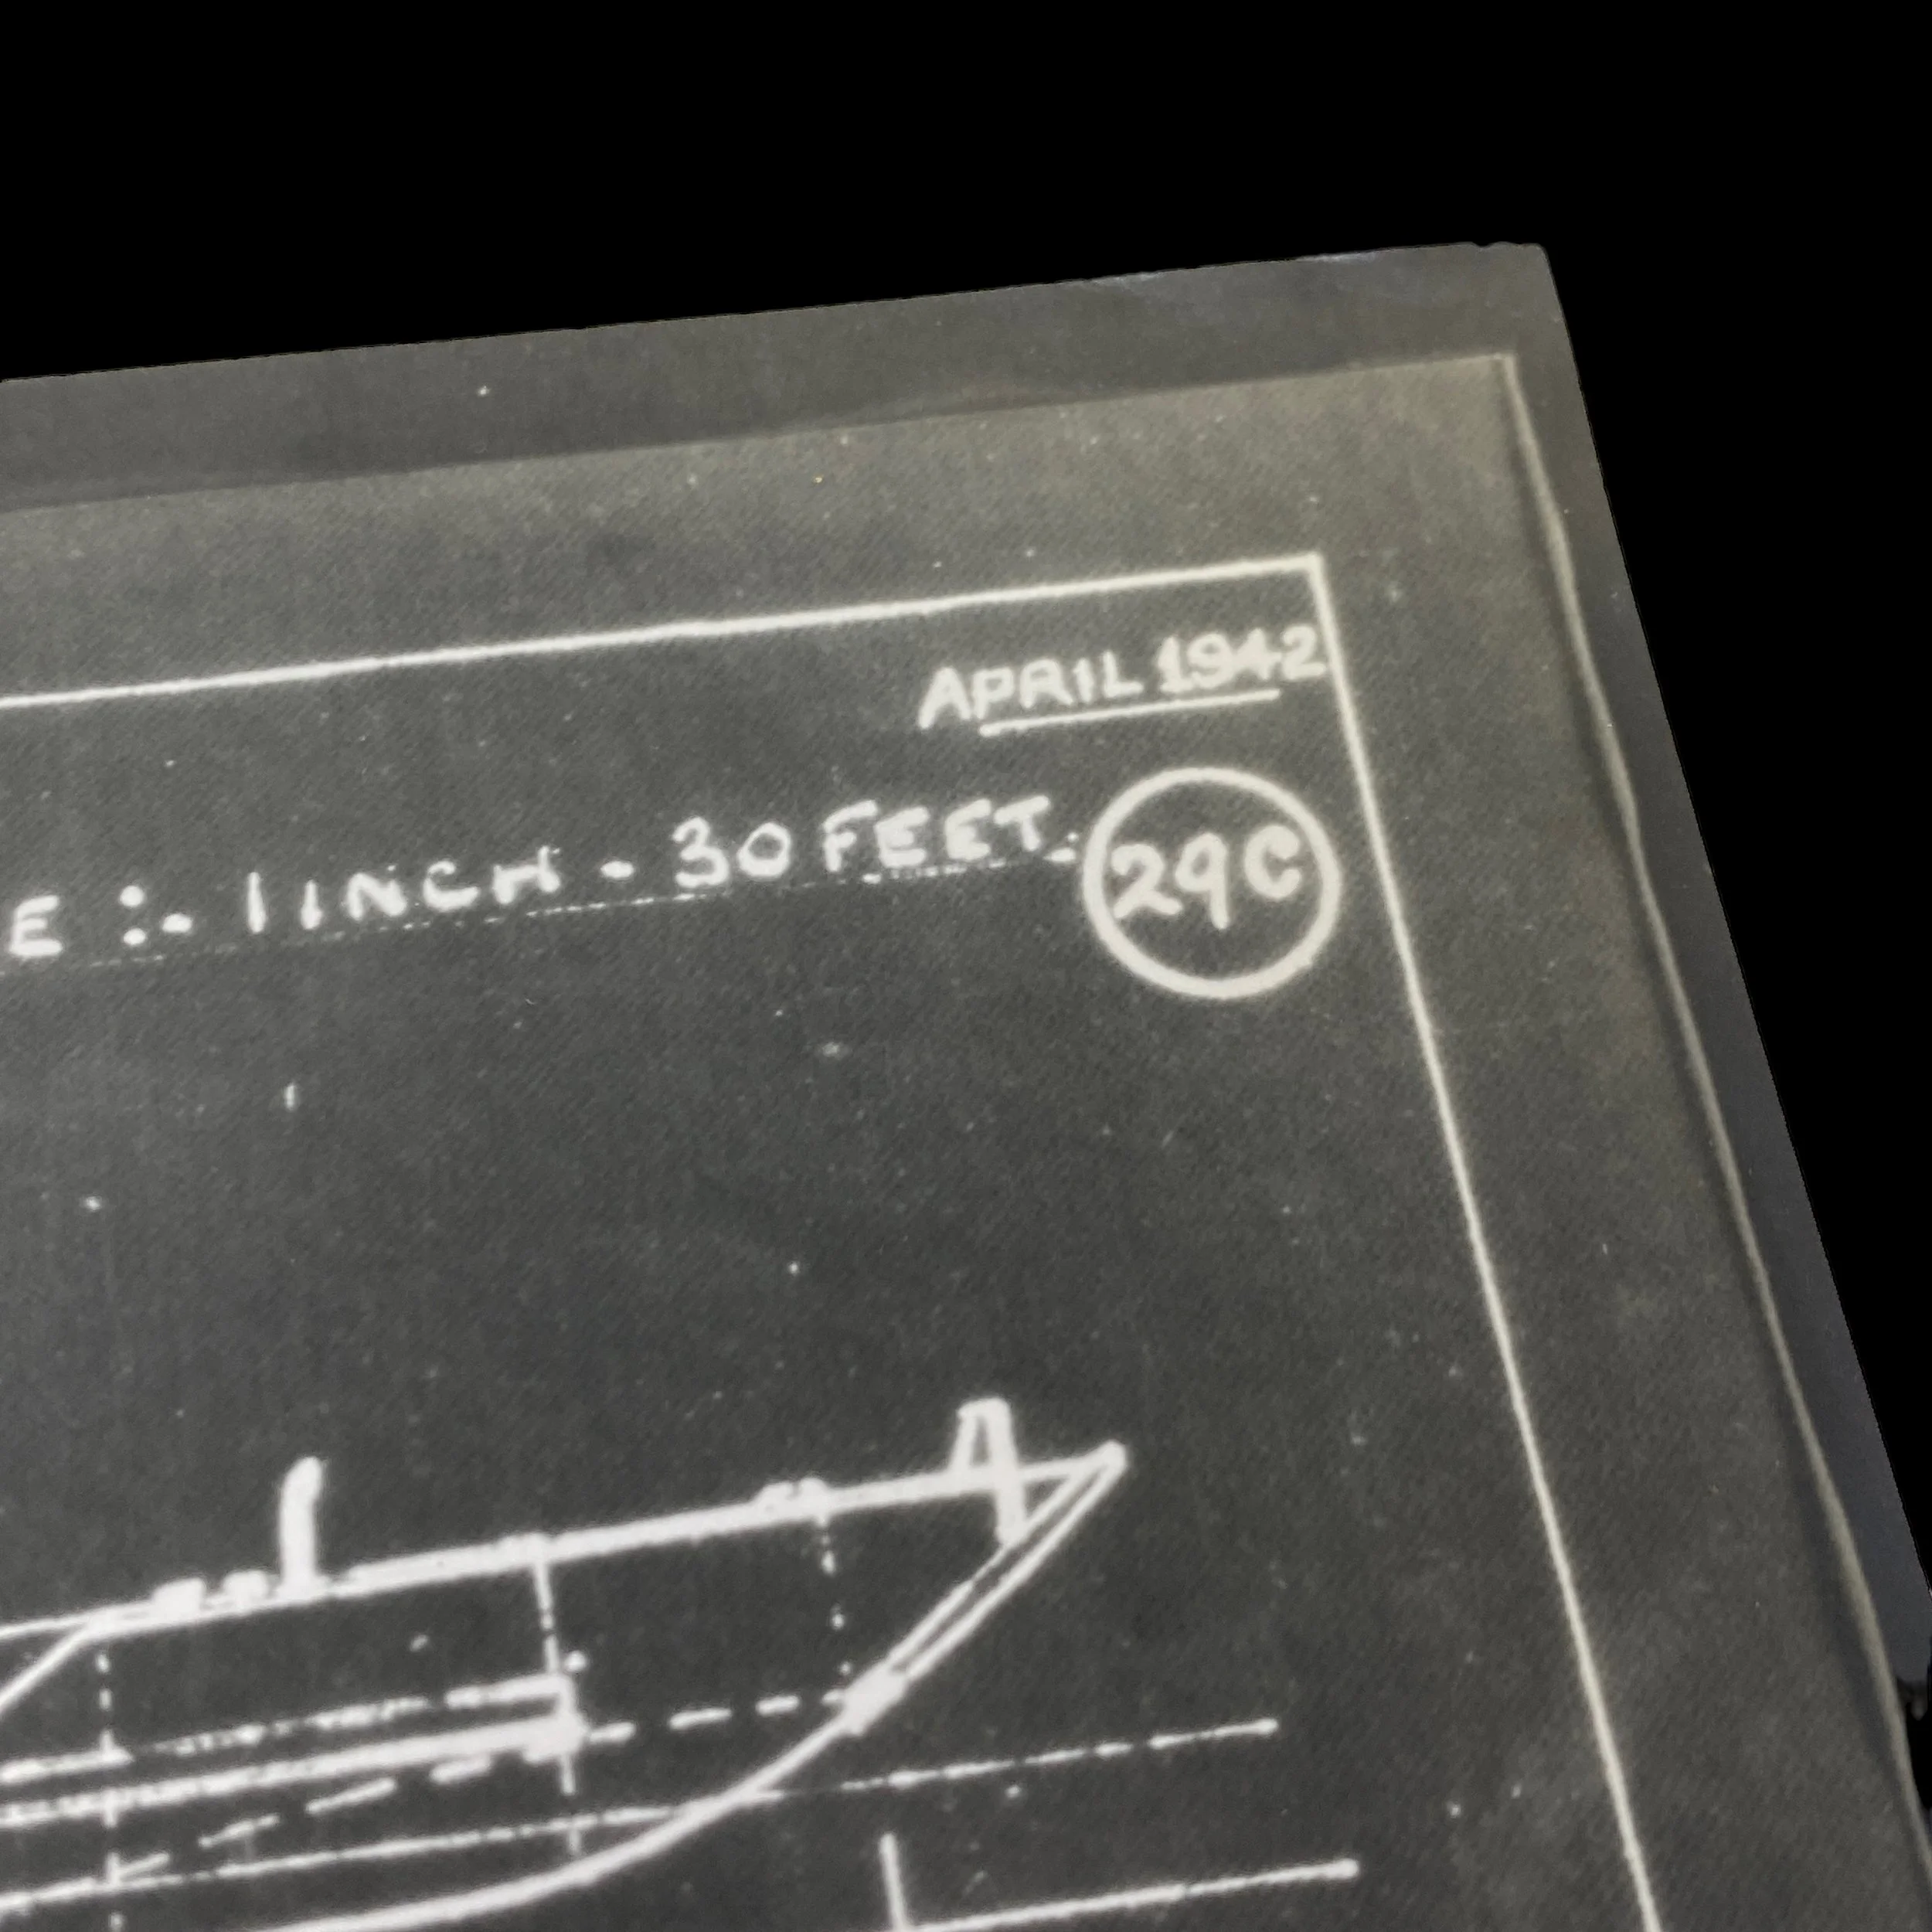 APRIL 1942
E :- 1 INCH - 30 FEET.
29C